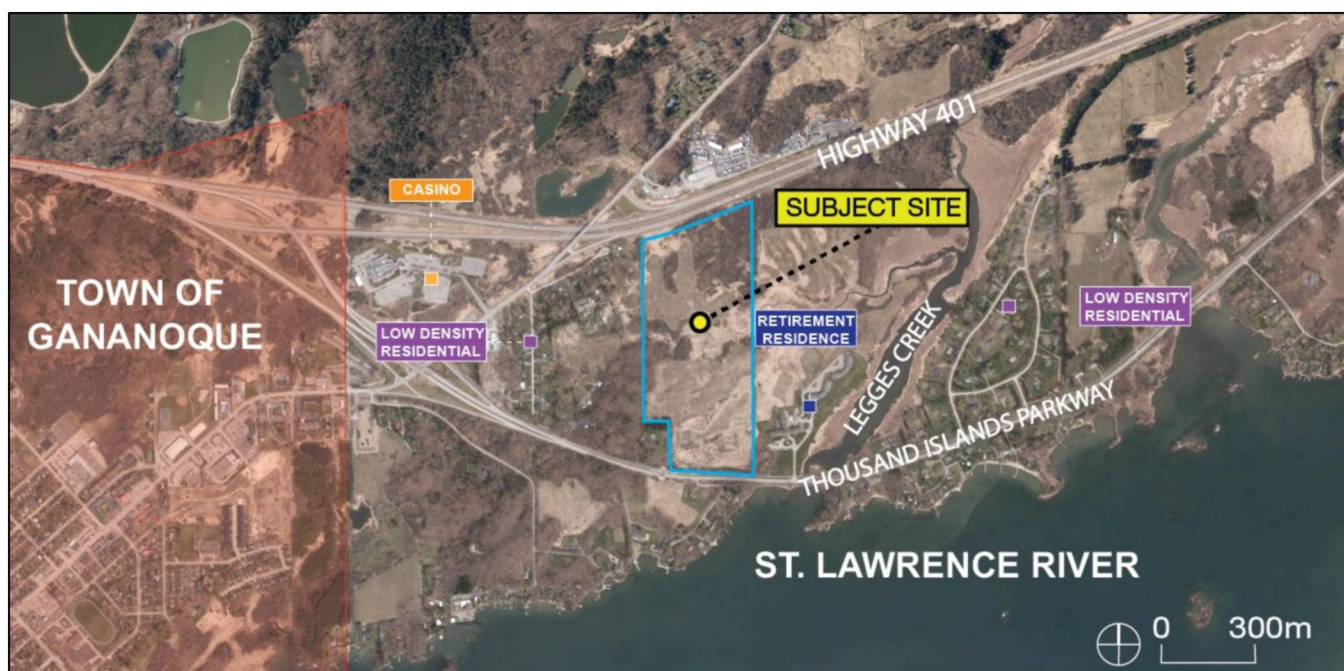 HIGHWAY 401
CASINO
SUBJECT SITE
TOWN OF
GANANOQUE
LOW DENSITY
RESIDENTIAL
RETIREMENT
RESIDENCE
LOW DENSITY
RESIDENTIAL
LEGGES CREEK
THOUSAND ISLANDS PARKWAY
ST. LAWRENCE RIVER
0 300m